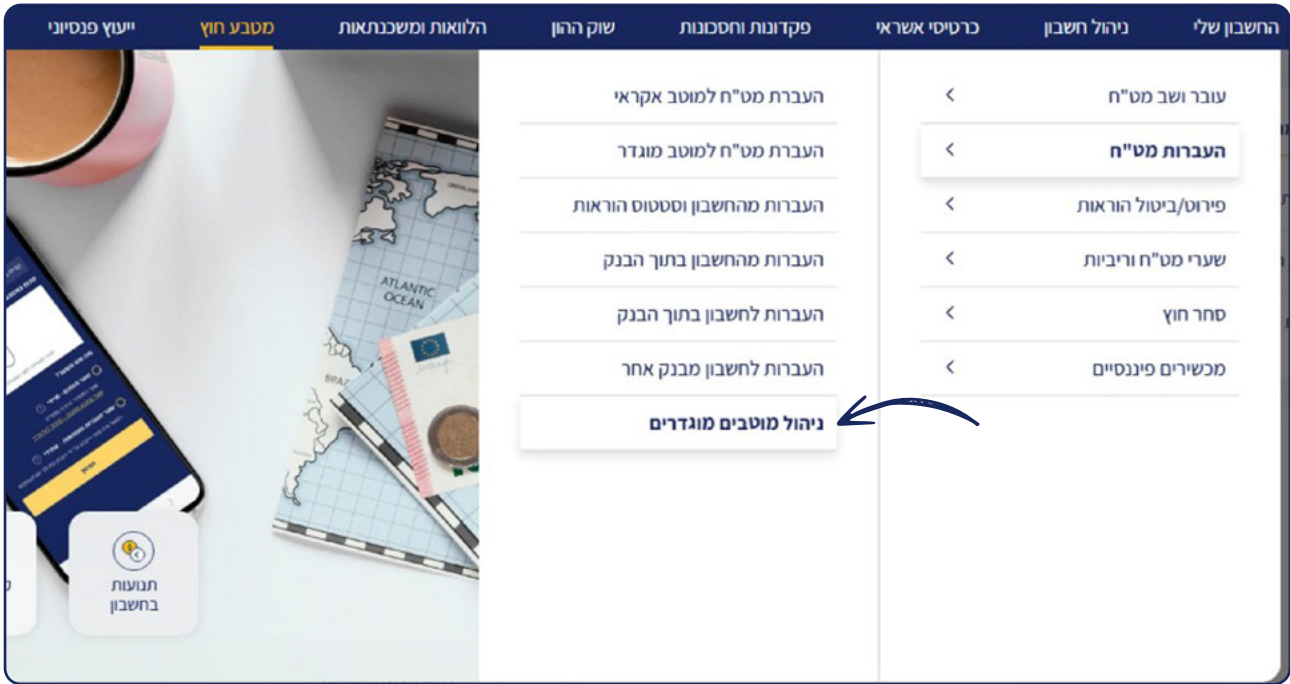 החשבון שלי
ניהול חשבון
כרטיסי אשראי
פקדונות וחסכונות
שוק ההון
הלוואות ומשכנתאות
מטבע חוץ
ייעוץ פנסיוני
עובר ושב מט"ח
העברות מט"ח
פירוט/ביטול הוראות
שערי מט"ח וריביות
סחר חוץ
מכשירים פיננסיים
העברת מט"ח למוטב אקראי
העברת מט"ח למוטב מוגדר
העברות מהחשבון וסטטוס הוראות
העברות מהחשבון בתוך הבנק
העברות לחשבון בתוך הבנק
העברות לחשבון מבנק אחר
ניהול מוטבים מוגדרים
ATLANTIC
OCEAN
תנועות
בחשבון